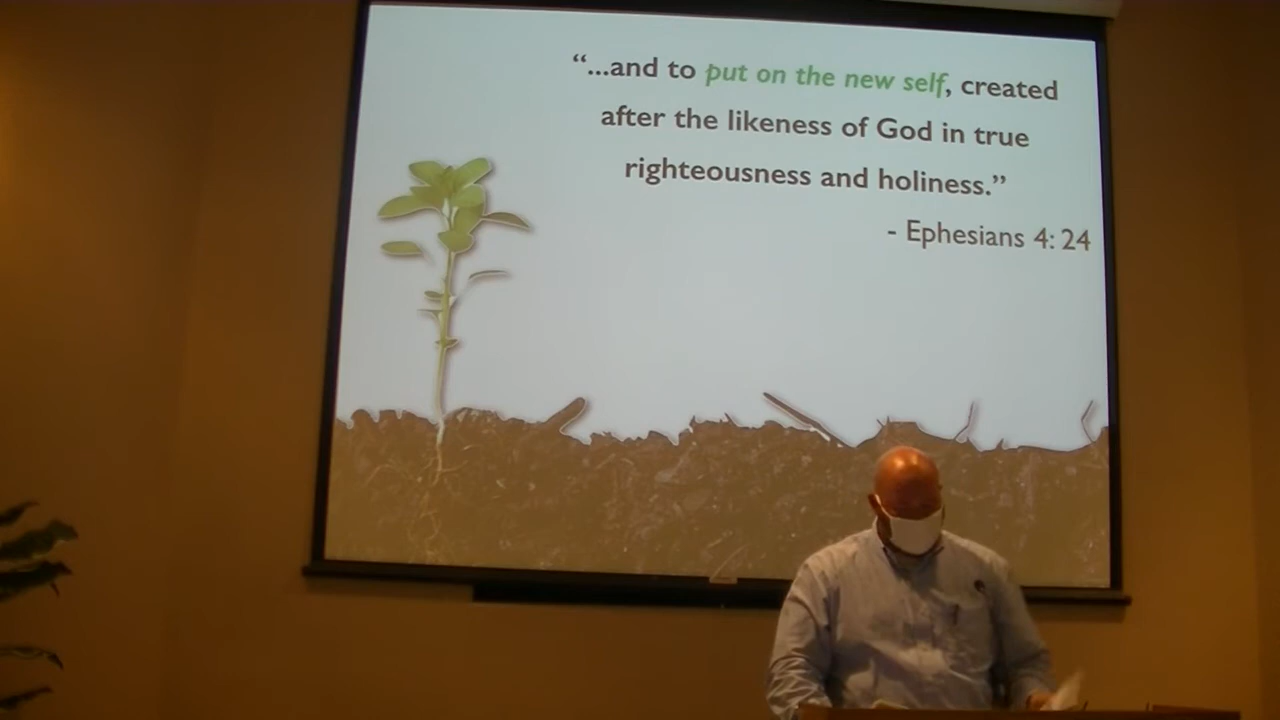 “...and to put on the new self, created
after the likeness of God in true
righteousness and holiness.”
- Ephesians 4: 24